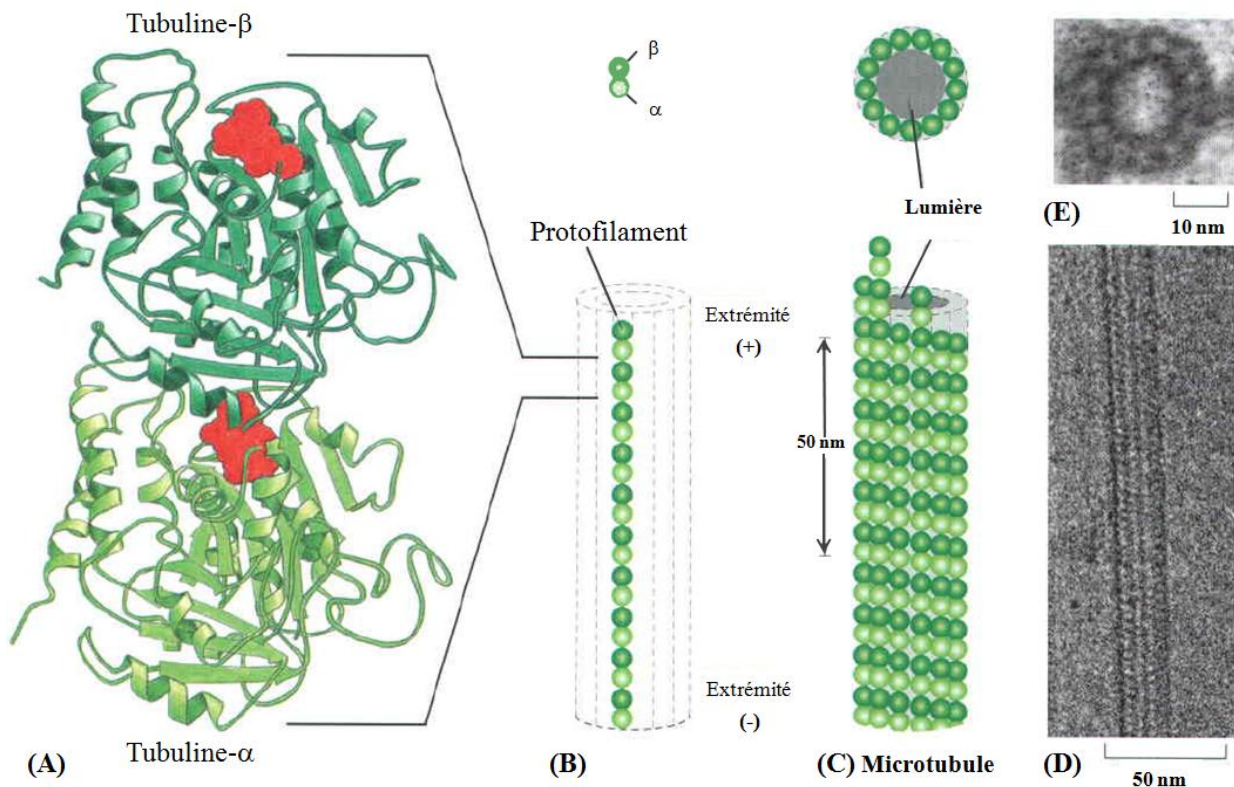 Tubuline-β
β
α
Lumière
(E)
10 nm
Protofilament
Extrémité
(+)
50 nm
Extrémité
(-)
Tubuline-α
(A)
(B)
(C) Microtubule
(D)
50 nm